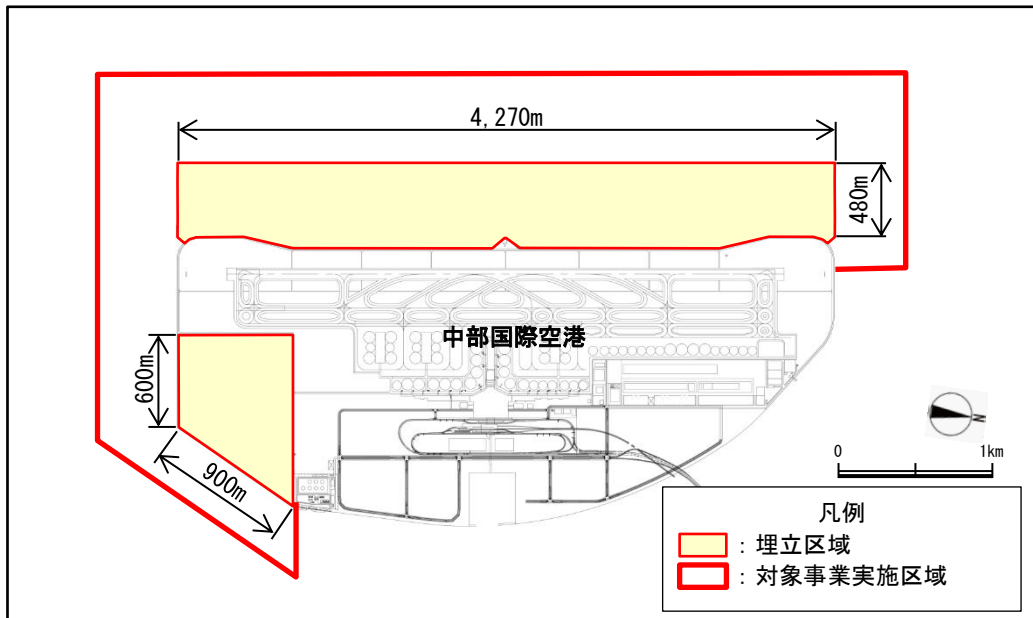 4,270m
480m
中部国際空港
600m
900m
N
0 1km
凡例
: 埋立区域
: 対象事業実施区域